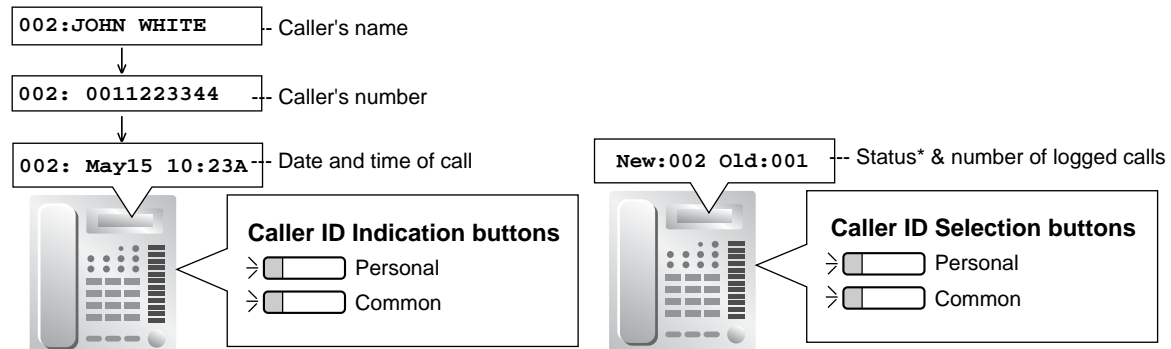 002:JOHN WHITE --- Caller's name
002: 0011223344 --- Caller's number
002: May15 10:23A --- Date and time of call
Caller ID Indication buttons
Personal
Common
New:002 Old:001 --- Status* & number of logged calls
Caller ID Selection buttons
Personal
Common